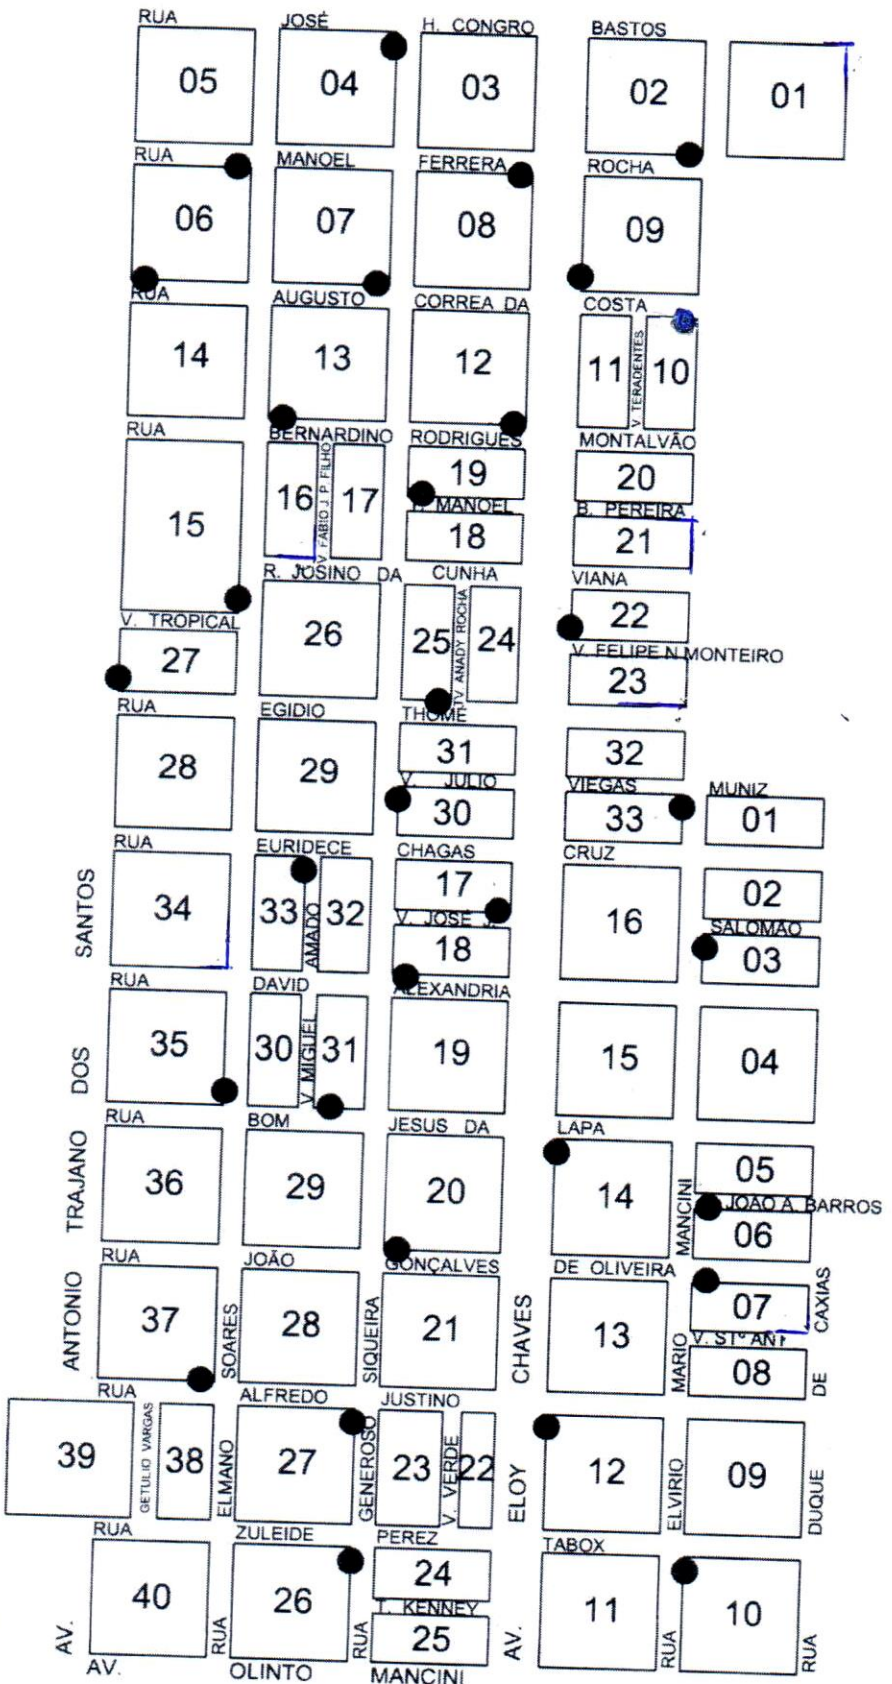 RUA JOSÉ H. CONGRO BASTOS
05 04 03 02 01
RUA MANOEL FERRERA ROCHA
06 07 08 09
RUA AUGUSTO CORREA DA COSTA
14 13 12 11 V. TERADENTES 10
RUA BERNARDINO RODRIGUES MONTALVÃO
15 16 V. FABIO J. P. FILHO 17 19 20
MANOEL B. PEREIRA
18 21
R. JOSINO DA CUNHA VIANA
26 25 TV. ANADY ROCHA 24 22
V. TROPICAL V. FELIPE N MONTEIRO
27 23
RUA EGIDIO THOMÉ
28 29 31 32
V. JULIO VIEGAS MUNIZ
30 33 01
RUA EURIDECE CHAGAS CRUZ
34 33 AMADO 32 17 16 02
V. JOSÉ J. SALOMÃO
18 03
RUA DAVID ALEXANDRIA
35 30 V. MIGUEL 31 19 15 04
RUA BOM JESUS DA LAPA
36 29 20 14 05
JOAO A. BARROS
06
RUA JOÃO GONÇALVES DE OLIVEIRA
37 28 21 13 07
V. STº ANT
08
RUA ALFREDO JUSTINO
39 GETULIO VARGAS 38 27 23 V. VERDE 22 12 09
RUA ZULEIDE PEREZ TABOX
40 26 24 11 10
T. KENNEY
25
AV. OLINTO MANCINI
AV. ANTONIO TRAJANO DOS SANTOS
RUA ELMANO SOARES
RUA GENEROSO SIQUEIRA
AV. ELOY CHAVES
RUA ELVIRIO MARIO MANCINI
RUA DUQUE DE CAXIAS